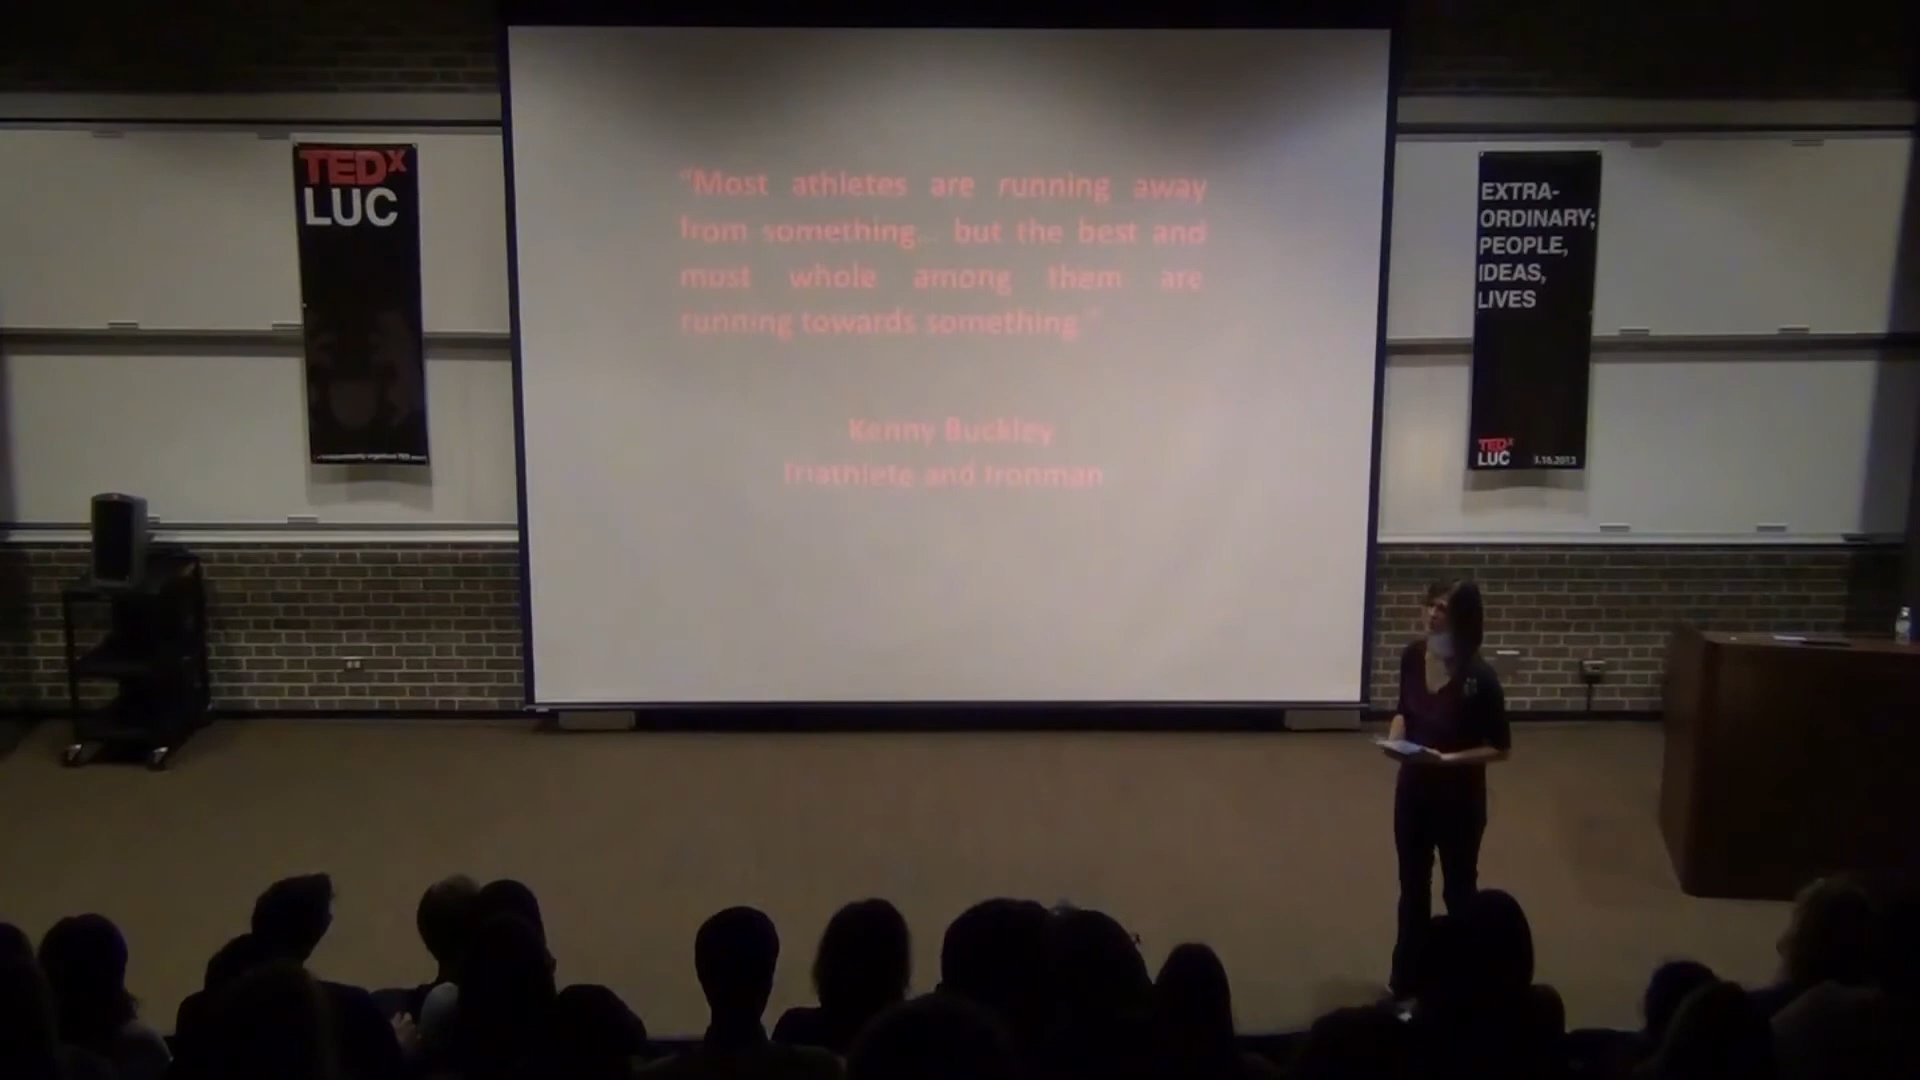 TEDx
LUC
"Most athletes are running away
from something... but the best and
most whole among them are
running towards something."
Kenny Buckley
Triathlete and Ironman
EXTRA-
ORDINARY;
PEOPLE,
IDEAS,
LIVES
TEDx
LUC